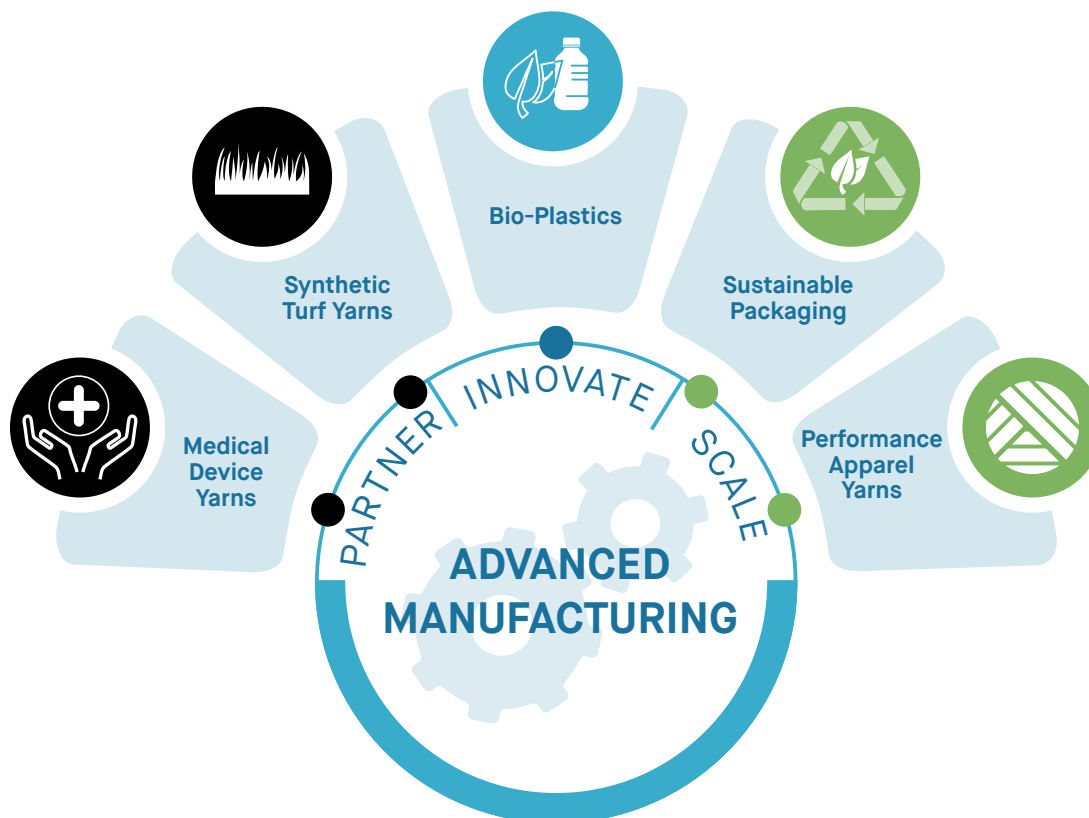 Bio-Plastics
Synthetic
Turf Yarns
Sustainable
Packaging
Medical
Device
Yarns
Performance
Apparel
Yarns
PARTNER
INNOVATE
SCALE
ADVANCED
MANUFACTURING